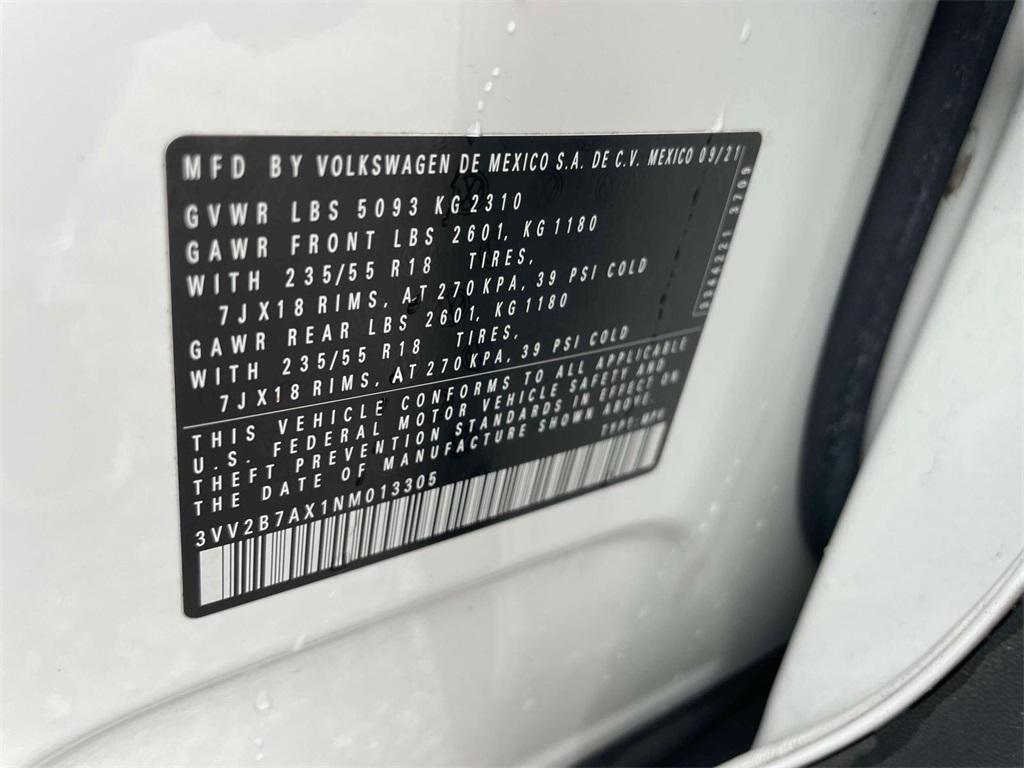 MFD BY VOLKSWAGEN DE MEXICO S.A. DE C.V. MEXICO 09/21
GVWR LBS 5093 KG 2310
GAWR FRONT LBS 2601, KG 1180
WITH 235/55 R18 TIRES,
7JX18 RIMS, AT 270 KPA, 39 PSI COLD
GAWR REAR LBS 2601, KG 1180
WITH 235/55 R18 TIRES,
7JX18 RIMS, AT 270 KPA, 39 PSI COLD
THIS VEHICLE CONFORMS TO ALL APPLICABLE
U.S. FEDERAL MOTOR VEHICLE SAFETY AND
THEFT PREVENTION STANDARDS IN EFFECT ON
THE DATE OF MANUFACTURE SHOWN ABOVE.
TYPE: MPV
3VV2B7AX1NM013305
3709